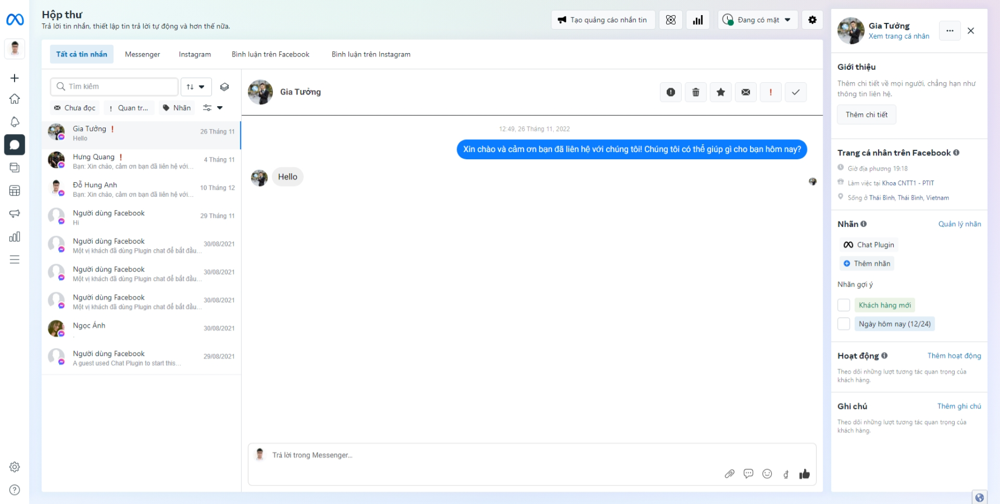 Hộp thư
Trả lời tin nhắn, thiết lập tin trả lời tự động và hơn thế nữa.
Tạo quảng cáo nhắn tin
Đang có mặt
Tất cả tin nhắn
Messenger
Instagram
Bình luận trên Facebook
Bình luận trên Instagram
Tìm kiếm
Chưa đọc
! Quan tr...
Nhãn
Gia Tưởng
26 Tháng 11
Hello
Hưng Quang
4 Tháng 11
Bạn: Xin chào, cảm ơn bạn đã liên hệ với...
Đỗ Hung Anh
10 Tháng 12
Bạn: Xin chào, cảm ơn bạn đã liên hệ với...
Người dùng Facebook
29 Tháng 11
Hi
Người dùng Facebook
30/08/2021
Một vị khách đã dùng Plugin chat để bắt đầu...
Người dùng Facebook
30/08/2021
Một vị khách đã dùng Plugin chat để bắt đầu...
Người dùng Facebook
30/08/2021
Một vị khách đã dùng Plugin chat để bắt đầu...
Ngọc Ánh
30/08/2021
.
Người dùng Facebook
29/08/2021
A guest used Chat Plugin to start this...
Gia Tưởng
12:49, 26 Tháng 11, 2022
Xin chào và cảm ơn bạn đã liên hệ với chúng tôi! Chúng tôi có thể giúp gì cho bạn hôm nay?
Hello
Trả lời trong Messenger...
đ
Gia Tưởng
Xem trang cá nhân
Giới thiệu
Thêm chi tiết về mọi người, chẳng hạn như
thông tin liên hệ.
Thêm chi tiết
Trang cá nhân trên Facebook
Giờ địa phương 19:18
Làm việc tại Khoa CNTT1 - PTIT
Sống ở Thái Bình, Thái Bình, Vietnam
Nhãn
Quản lý nhãn
Chat Plugin
Thêm nhãn
Nhãn gợi ý
Khách hàng mới
Ngày hôm nay (12/24)
Hoạt động
Thêm hoạt động
Theo dõi những lượt tương tác quan trọng của
khách hàng.
Ghi chú
Thêm ghi chú
Theo dõi những lượt tương tác quan trọng của
khách hàng.